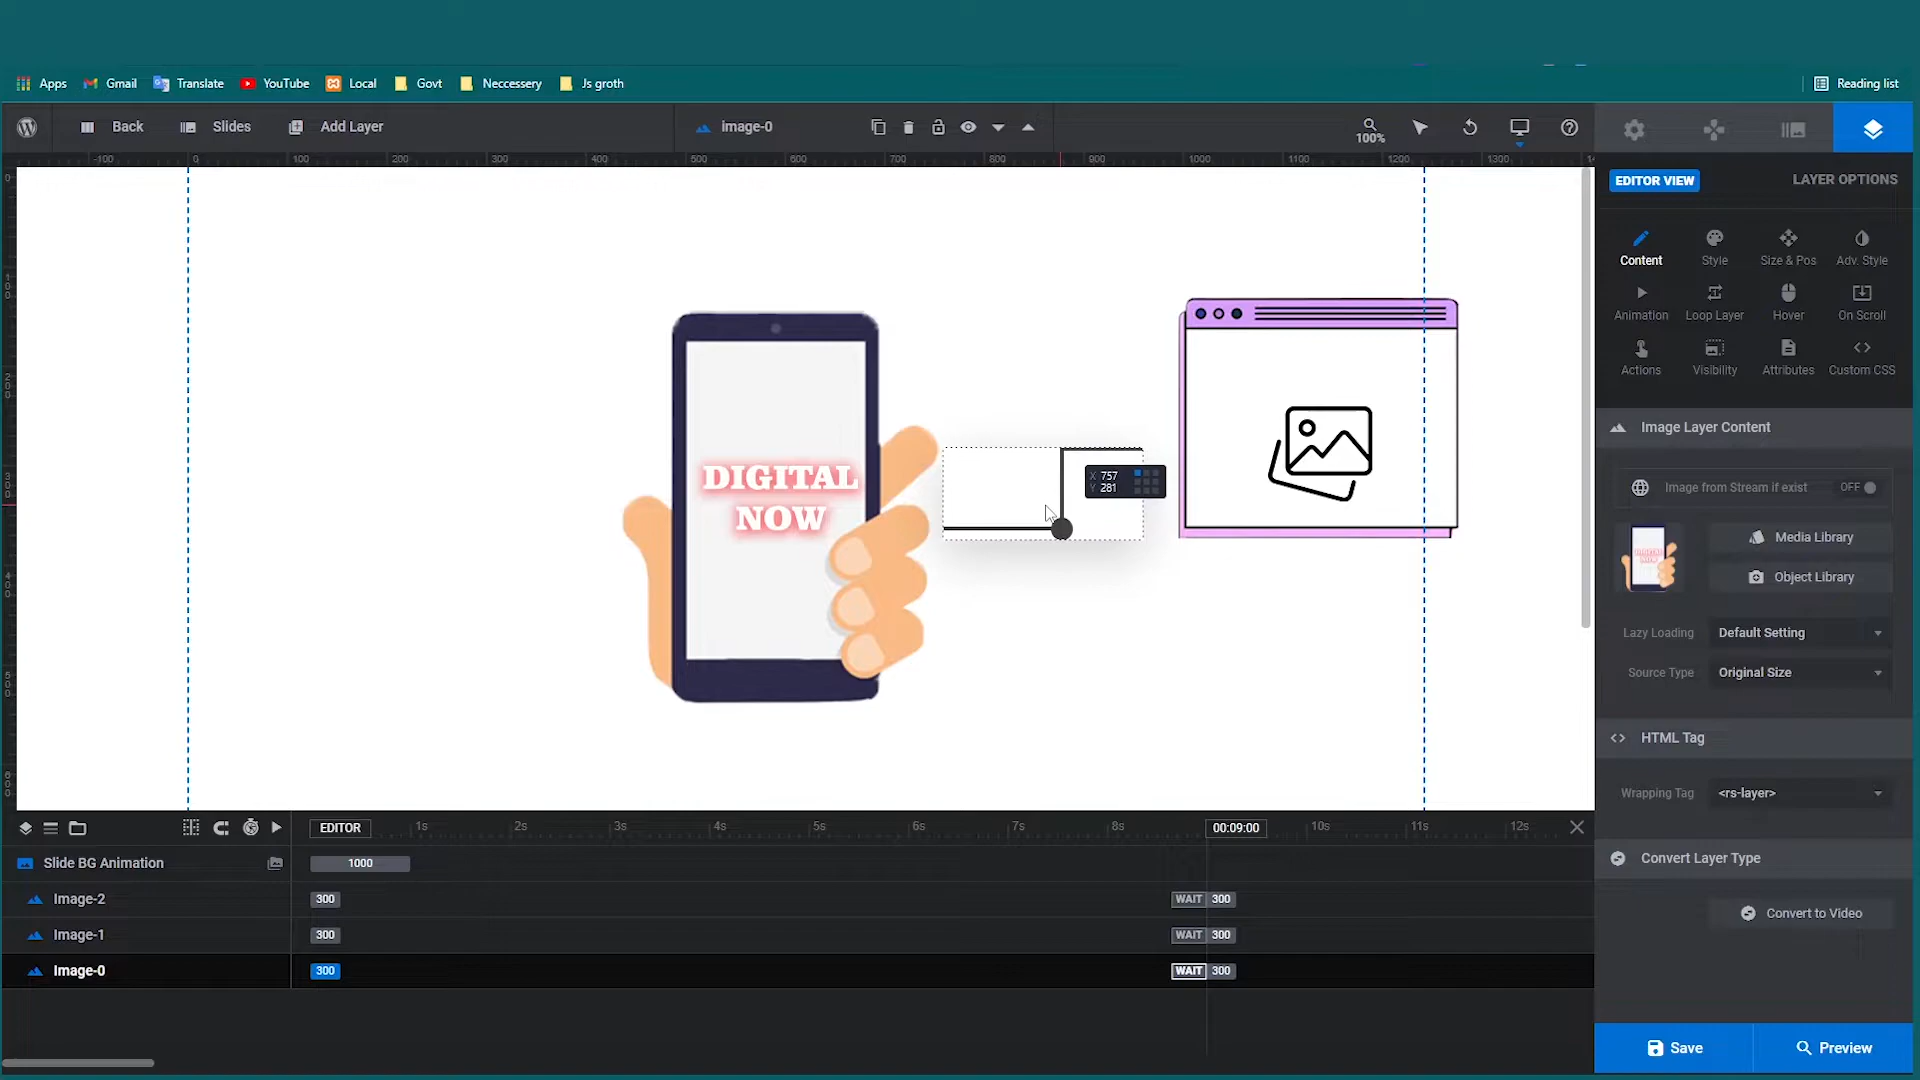 Apps Gmail Translate YouTube Local Govt Neccessery Js groth Reading list
Back Slides Add Layer image-0 100%
-100 0 100 200 300 400 500 600 700 800 900 1000 1100 1200 1300
EDITOR VIEW LAYER OPTIONS
Content Style Size & Pos Adv. Style
Animation Loop Layer Hover On Scroll
Actions Visibility Attributes Custom CSS
Image Layer Content
Image from Stream if exist OFF
Media Library
Object Library
Lazy Loading Default Setting
Source Type Original Size
HTML Tag
Wrapping Tag <rs-layer>
Convert Layer Type
Convert to Video
Save Preview
DIGITAL
NOW
X 757
Y 281
EDITOR 1s 2s 3s 4s 5s 6s 7s 8s 00:09:00 10s 11s 12s
Slide BG Animation 1000
Image-2 300 WAIT 300
Image-1 300 WAIT 300
Image-0 300 WAIT 300